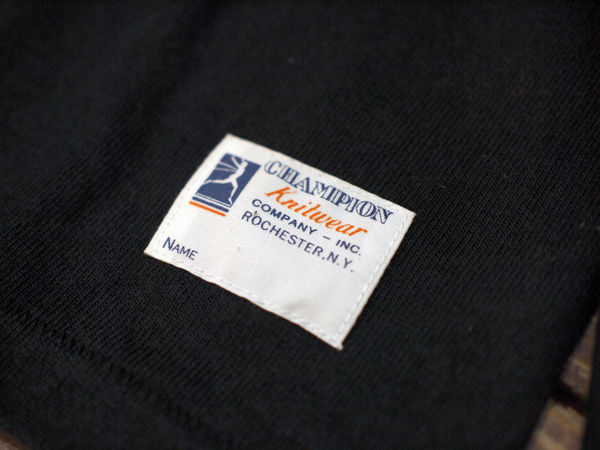 CHAMPION
Knitwear
COMPANY – INC.
ROCHESTER, N.Y.
NAME